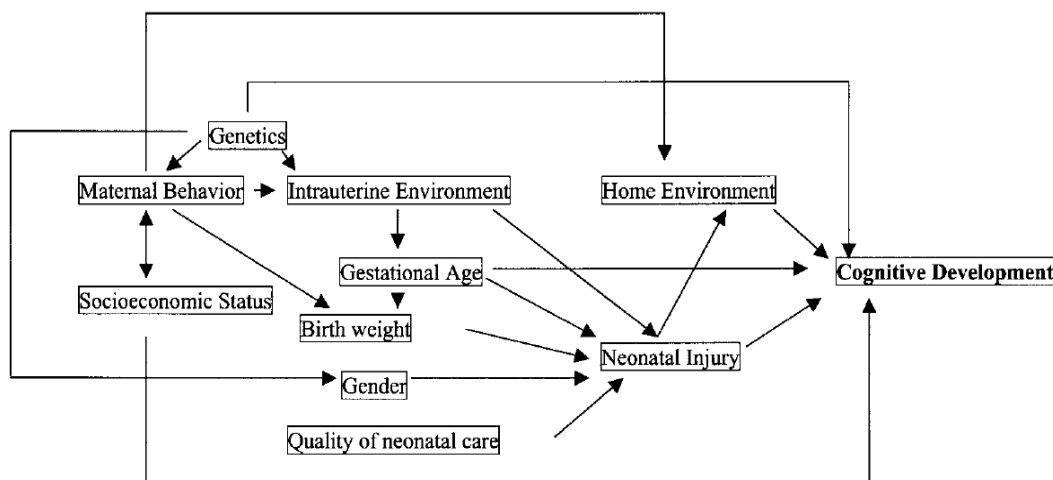 Genetics
Maternal Behavior
Intrauterine Environment
Home Environment
Gestational Age
Cognitive Development
Socioeconomic Status
Birth weight
Neonatal Injury
Gender
Quality of neonatal care